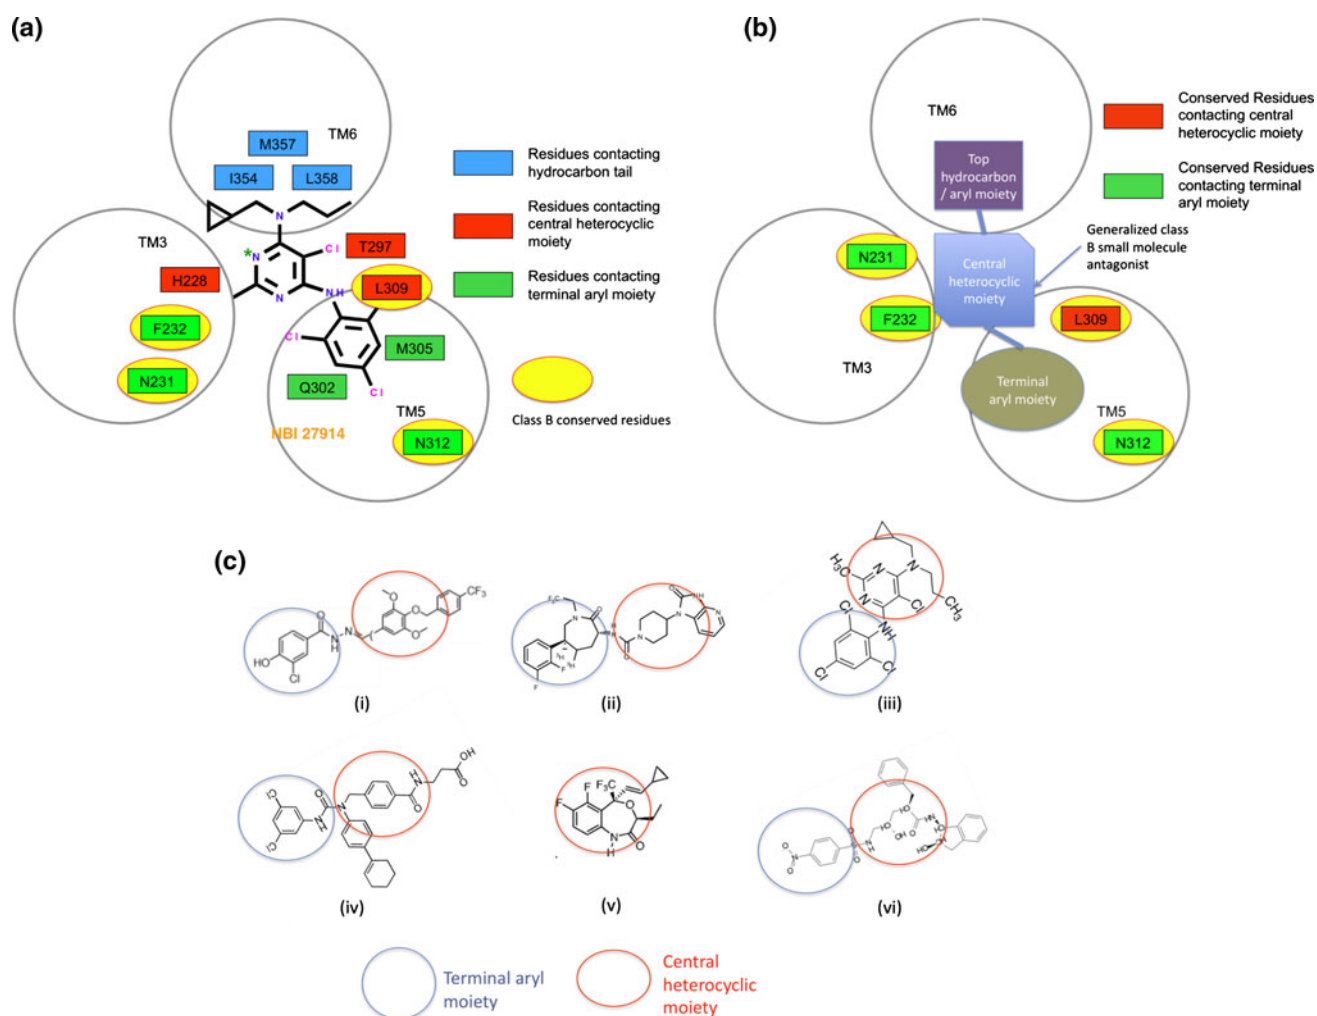 (a)
TM6
M357
I354
L358
N
Cl
T297
TM3
N
*
H228
N
NH
L309
F232
Cl
M305
N231
Q302
Cl
TM5
NBI 27914
N312
Residues contacting
hydrocarbon tail
Residues contacting
central heterocyclic
moiety
Residues contacting
terminal aryl moiety
Class B conserved residues
(b)
TM6
Top
hydrocarbon
/ aryl moiety
N231
Central
heterocyclic
moiety
F232
L309
TM3
Terminal
aryl moiety
TM5
N312
Conserved Residues
contacting central
heterocyclic moiety
Conserved Residues
contacting terminal
aryl moiety
Generalized class
B small molecule
antagonist
(c)
(i)
(ii)
(iii)
(iv)
(v)
(vi)
Terminal aryl
moiety
Central
heterocyclic
moiety